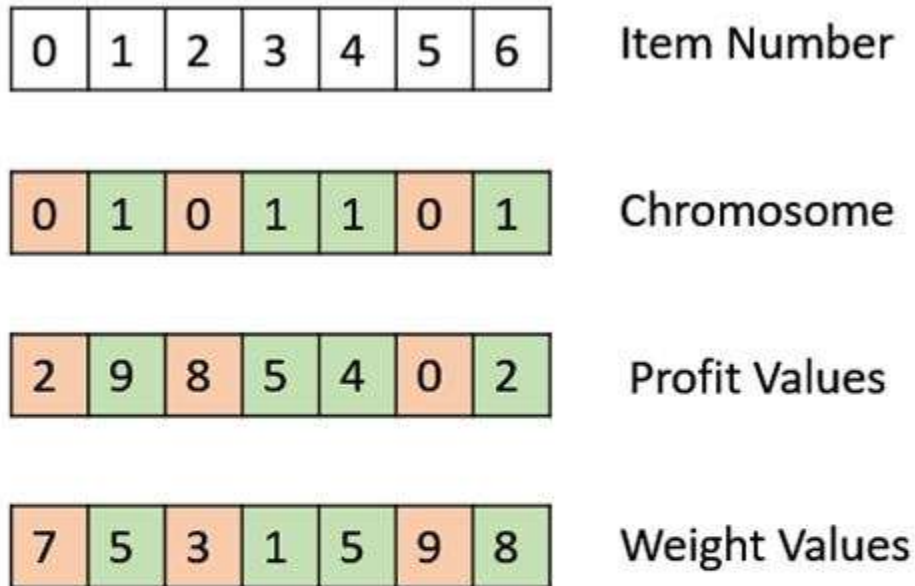 0 1 2 3 4 5 6 Item Number
0 1 0 1 1 0 1 Chromosome
2 9 8 5 4 0 2 Profit Values
7 5 3 1 5 9 8 Weight Values